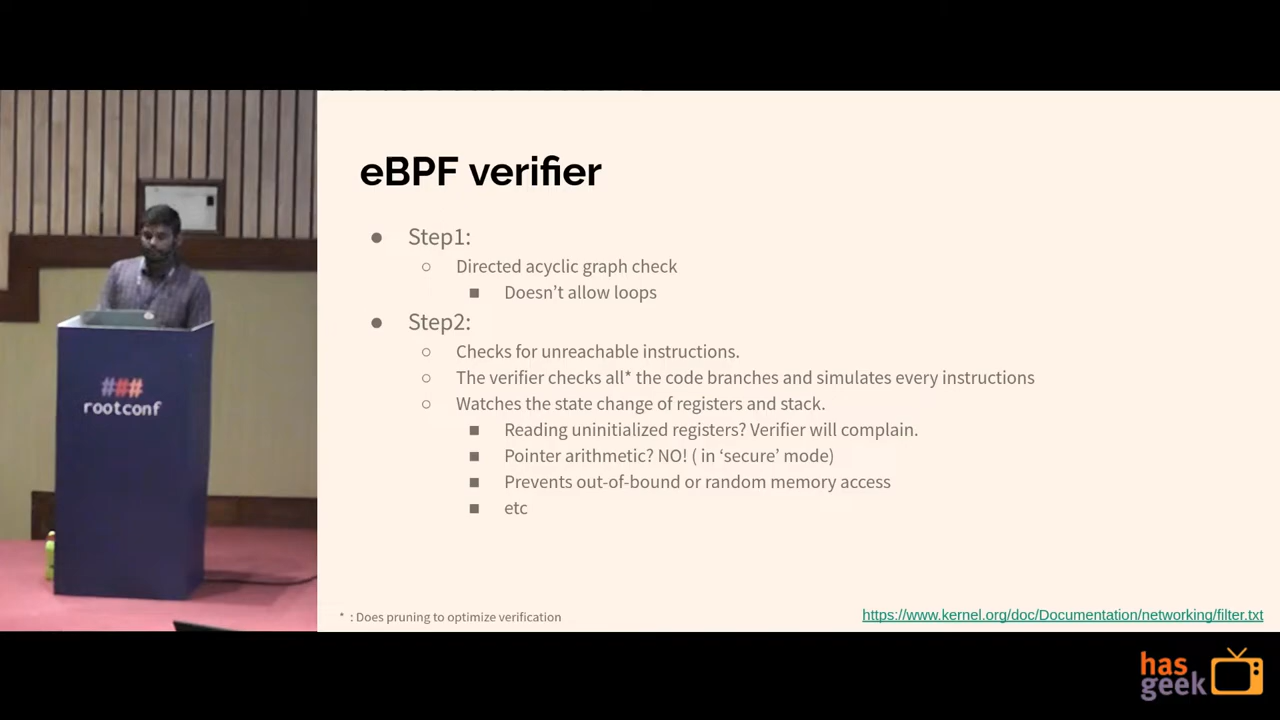 eBPF verifier
● Step1:
○ Directed acyclic graph check
■ Doesn’t allow loops
● Step2:
○ Checks for unreachable instructions.
○ The verifier checks all* the code branches and simulates every instructions
○ Watches the state change of registers and stack.
■ Reading uninitialized registers? Verifier will complain.
■ Pointer arithmetic? NO! ( in ‘secure’ mode)
■ Prevents out-of-bound or random memory access
■ etc
* : Does pruning to optimize verification
https://www.kernel.org/doc/Documentation/networking/filter.txt
###
rootconf
has
geek